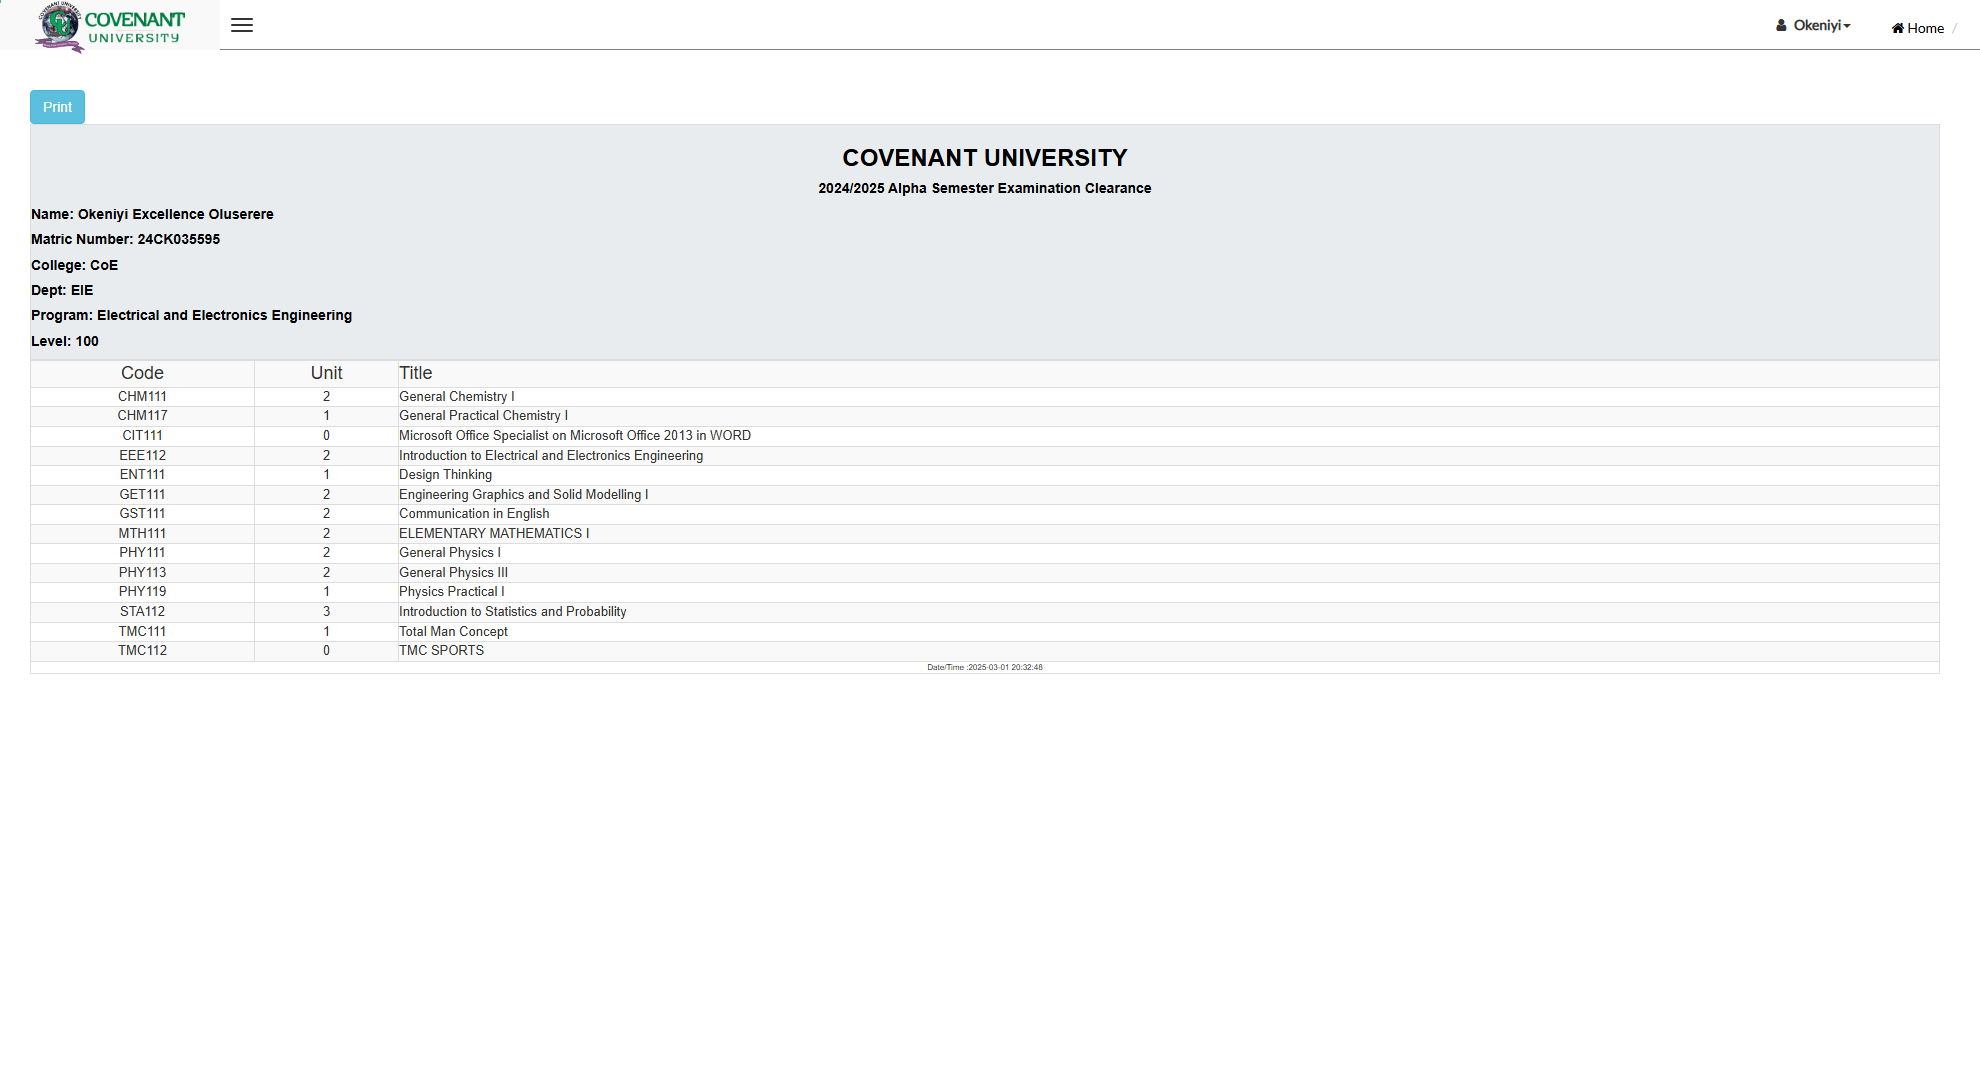 COVENANT
UNIVERSITY
Okeniyi
Home /
Print
COVENANT UNIVERSITY
2024/2025 Alpha Semester Examination Clearance
Name: Okeniyi Excellence Oluserere
Matric Number: 24CK035595
College: CoE
Dept: EIE
Program: Electrical and Electronics Engineering
Level: 100
Code Unit Title
CHM111 2 General Chemistry I
CHM117 1 General Practical Chemistry I
CIT111 0 Microsoft Office Specialist on Microsoft Office 2013 in WORD
EEE112 2 Introduction to Electrical and Electronics Engineering
ENT111 1 Design Thinking
GET111 2 Engineering Graphics and Solid Modelling I
GST111 2 Communication in English
MTH111 2 ELEMENTARY MATHEMATICS I
PHY111 2 General Physics I
PHY113 2 General Physics III
PHY119 1 Physics Practical I
STA112 3 Introduction to Statistics and Probability
TMC111 1 Total Man Concept
TMC112 0 TMC SPORTS
Date/Time :2025-03-01 20:32:48